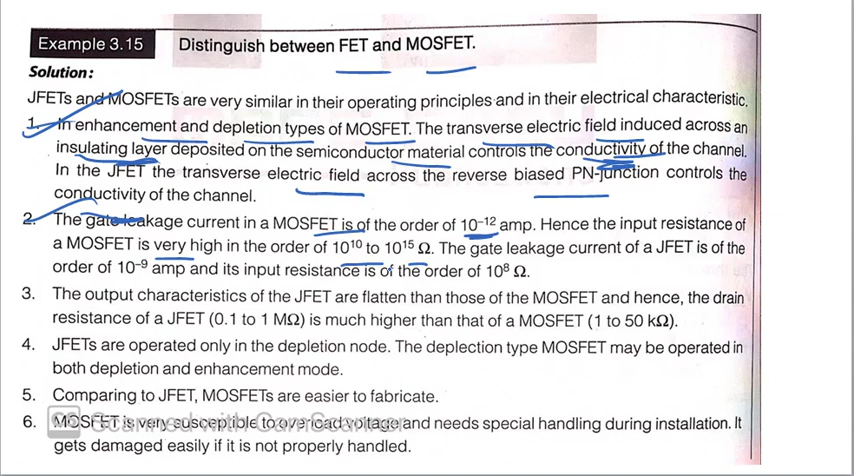 Example 3.15 Distinguish between FET and MOSFET.
Solution:
JFETs and MOSFETs are very similar in their operating principles and in their electrical characteristic.
1. In enhancement and depletion types of MOSFET. The transverse electric field induced across an
insulating layer deposited on the semiconductor material controls the conductivity of the channel.
In the JFET the transverse electric field across the reverse biased PN-junction controls the
conductivity of the channel.
2. The gate leakage current in a MOSFET is of the order of 10⁻¹² amp. Hence the input resistance of
a MOSFET is very high in the order of 10¹⁰ to 10¹⁵ Ω. The gate leakage current of a JFET is of the
order of 10⁻⁹ amp and its input resistance is of the order of 10⁸ Ω.
3. The output characteristics of the JFET are flatten than those of the MOSFET and hence, the drain
resistance of a JFET (0.1 to 1 MΩ) is much higher than that of a MOSFET (1 to 50 kΩ).
4. JFETs are operated only in the depletion node. The deplection type MOSFET may be operated in
both depletion and enhancement mode.
5. Comparing to JFET, MOSFETs are easier to fabricate.
6. MOSFET is very susceptible to overload voltage and needs special handling during installation. It
CS Scanned with CamScanner
gets damaged easily if it is not properly handled.